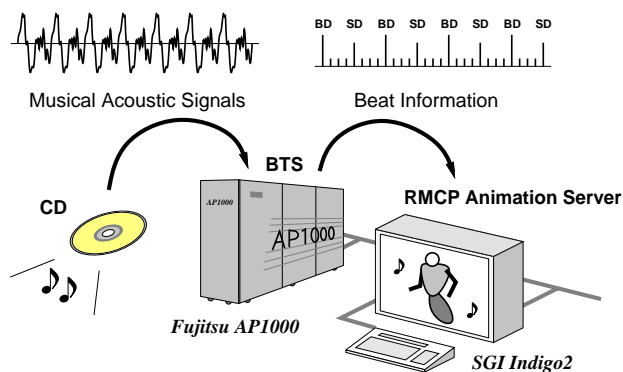 BD SD BD SD BD SD BD SD
Musical Acoustic Signals
Beat Information
BTS
RMCP Animation Server
CD
AP1000
AP1000
Fujitsu AP1000
SGI Indigo2